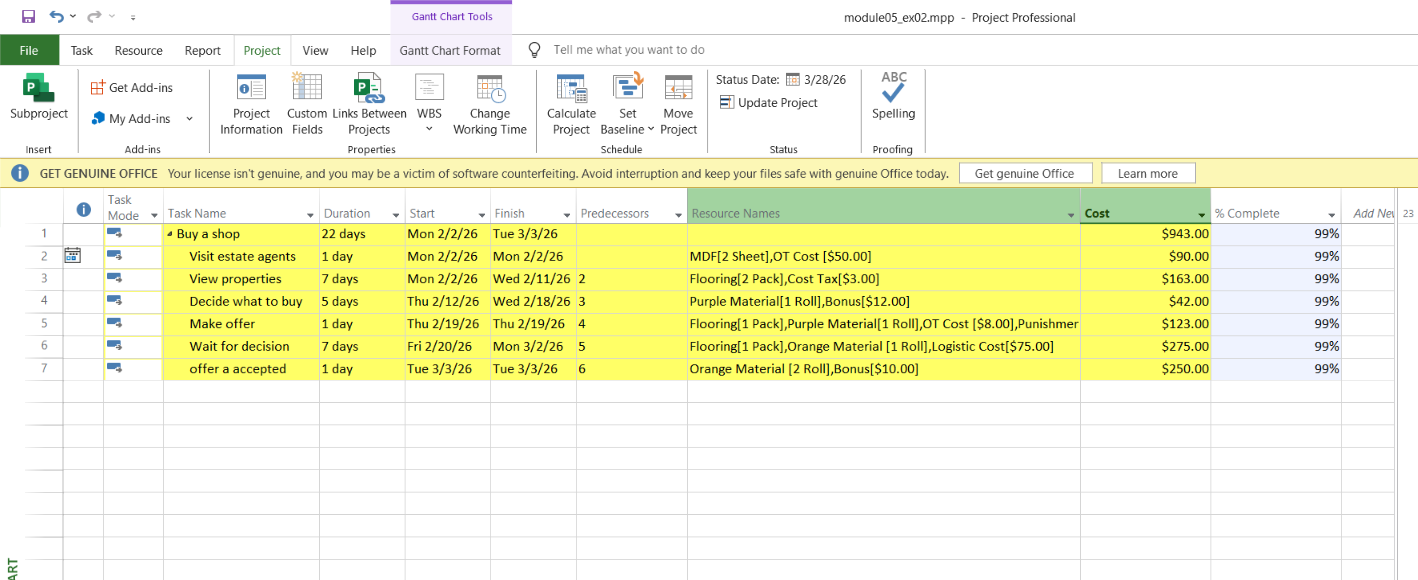 Gantt Chart Tools
module05_ex02.mpp - Project Professional
File Task Resource Report Project View Help Gantt Chart Format Tell me what you want to do
Subproject
Insert
Get Add-ins
My Add-ins
Add-ins
Project Information
Custom Fields
Links Between Projects
WBS
Change Working Time
Properties
Calculate Project
Set Baseline
Move Project
Schedule
Status Date: 3/28/26
Update Project
Status
ABC
Spelling
Proofing
GET GENUINE OFFICE Your license isn't genuine, and you may be a victim of software counterfeiting. Avoid interruption and keep your files safe with genuine Office today. Get genuine Office Learn more
Task Mode Task Name Duration Start Finish Predecessors Resource Names Cost % Complete Add New 23
1 Buy a shop 22 days Mon 2/2/26 Tue 3/3/26 $943.00 99%
2 Visit estate agents 1 day Mon 2/2/26 Mon 2/2/26 MDF[2 Sheet],OT Cost [$50.00] $90.00 99%
3 View properties 7 days Mon 2/2/26 Wed 2/11/26 2 Flooring[2 Pack],Cost Tax[$3.00] $163.00 99%
4 Decide what to buy 5 days Thu 2/12/26 Wed 2/18/26 3 Purple Material[1 Roll],Bonus[$12.00] $42.00 99%
5 Make offer 1 day Thu 2/19/26 Thu 2/19/26 4 Flooring[1 Pack],Purple Material[1 Roll],OT Cost [$8.00],Punishmer $123.00 99%
6 Wait for decision 7 days Fri 2/20/26 Mon 3/2/26 5 Flooring[1 Pack],Orange Material [1 Roll],Logistic Cost[$75.00] $275.00 99%
7 offer a accepted 1 day Tue 3/3/26 Tue 3/3/26 6 Orange Material [2 Roll],Bonus[$10.00] $250.00 99%
ART